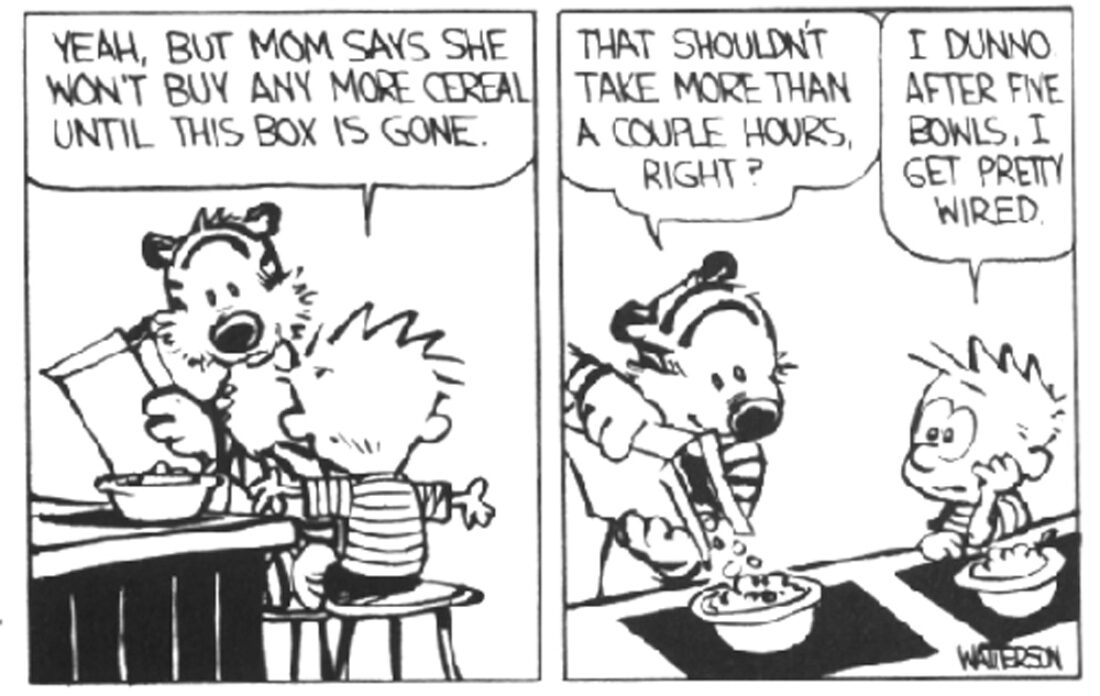 YEAH, BUT MOM SAYS SHE
WON'T BUY ANY MORE CEREAL
UNTIL THIS BOX IS GONE.
THAT SHOULDN'T
TAKE MORE THAN
A COUPLE HOURS,
RIGHT?
I DUNNO.
AFTER FIVE
BOWLS, I
GET PRETTY
WIRED.
WATTERSON